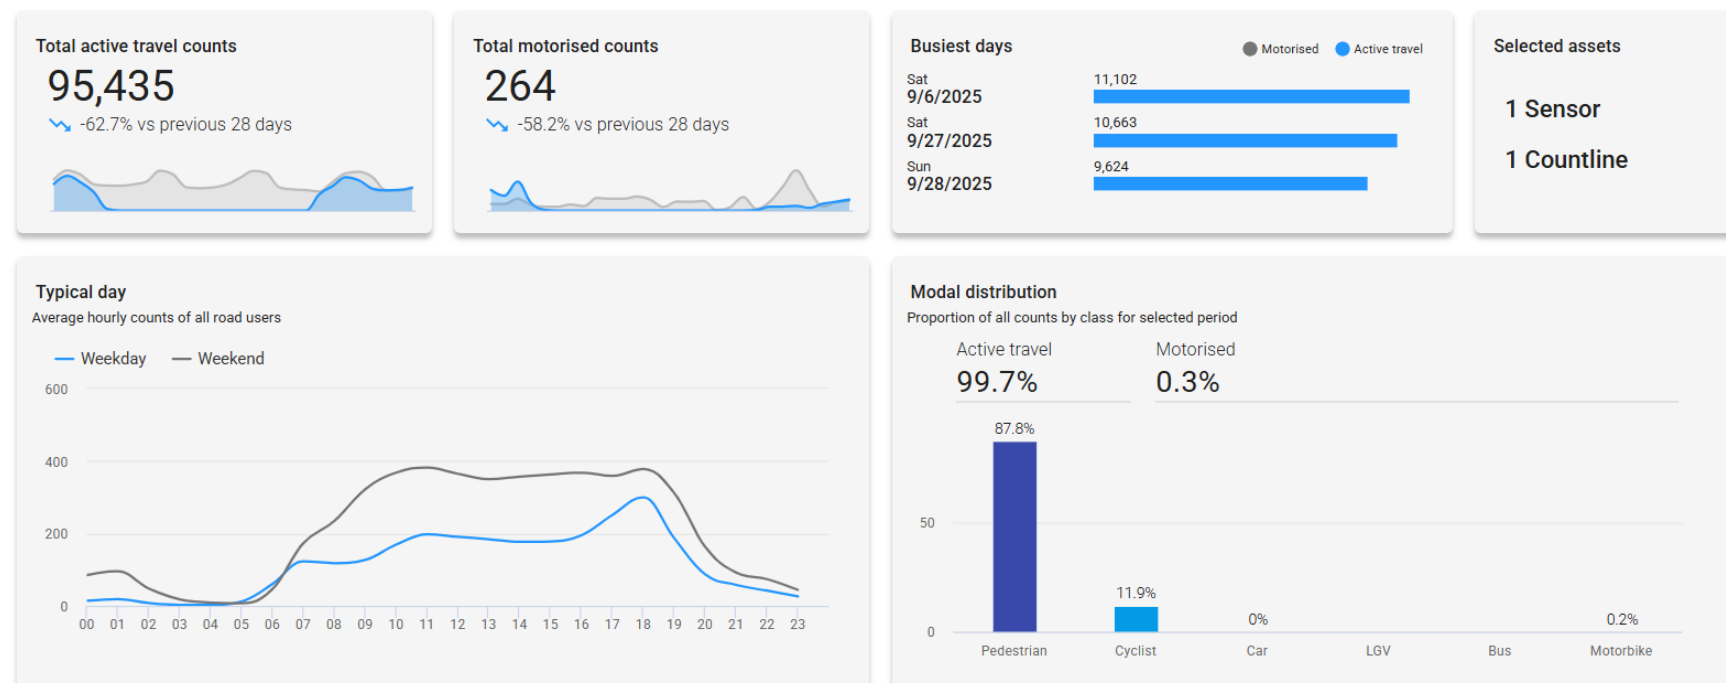 Total active travel counts
95,435
-62.7% vs previous 28 days
Total motorised counts
264
-58.2% vs previous 28 days
Busiest days
Motorised
Active travel
Sat
9/6/2025
11,102
Sat
9/27/2025
10,663
Sun
9/28/2025
9,624
Selected assets
1 Sensor
1 Countline
Typical day
Average hourly counts of all road users
Weekday
Weekend
600
400
200
0
00 01 02 03 04 05 06 07 08 09 10 11 12 13 14 15 16 17 18 19 20 21 22 23
Modal distribution
Proportion of all counts by class for selected period
Active travel
99.7%
Motorised
0.3%
87.8%
50
11.9%
0%
0.2%
0
Pedestrian Cyclist Car LGV Bus Motorbike